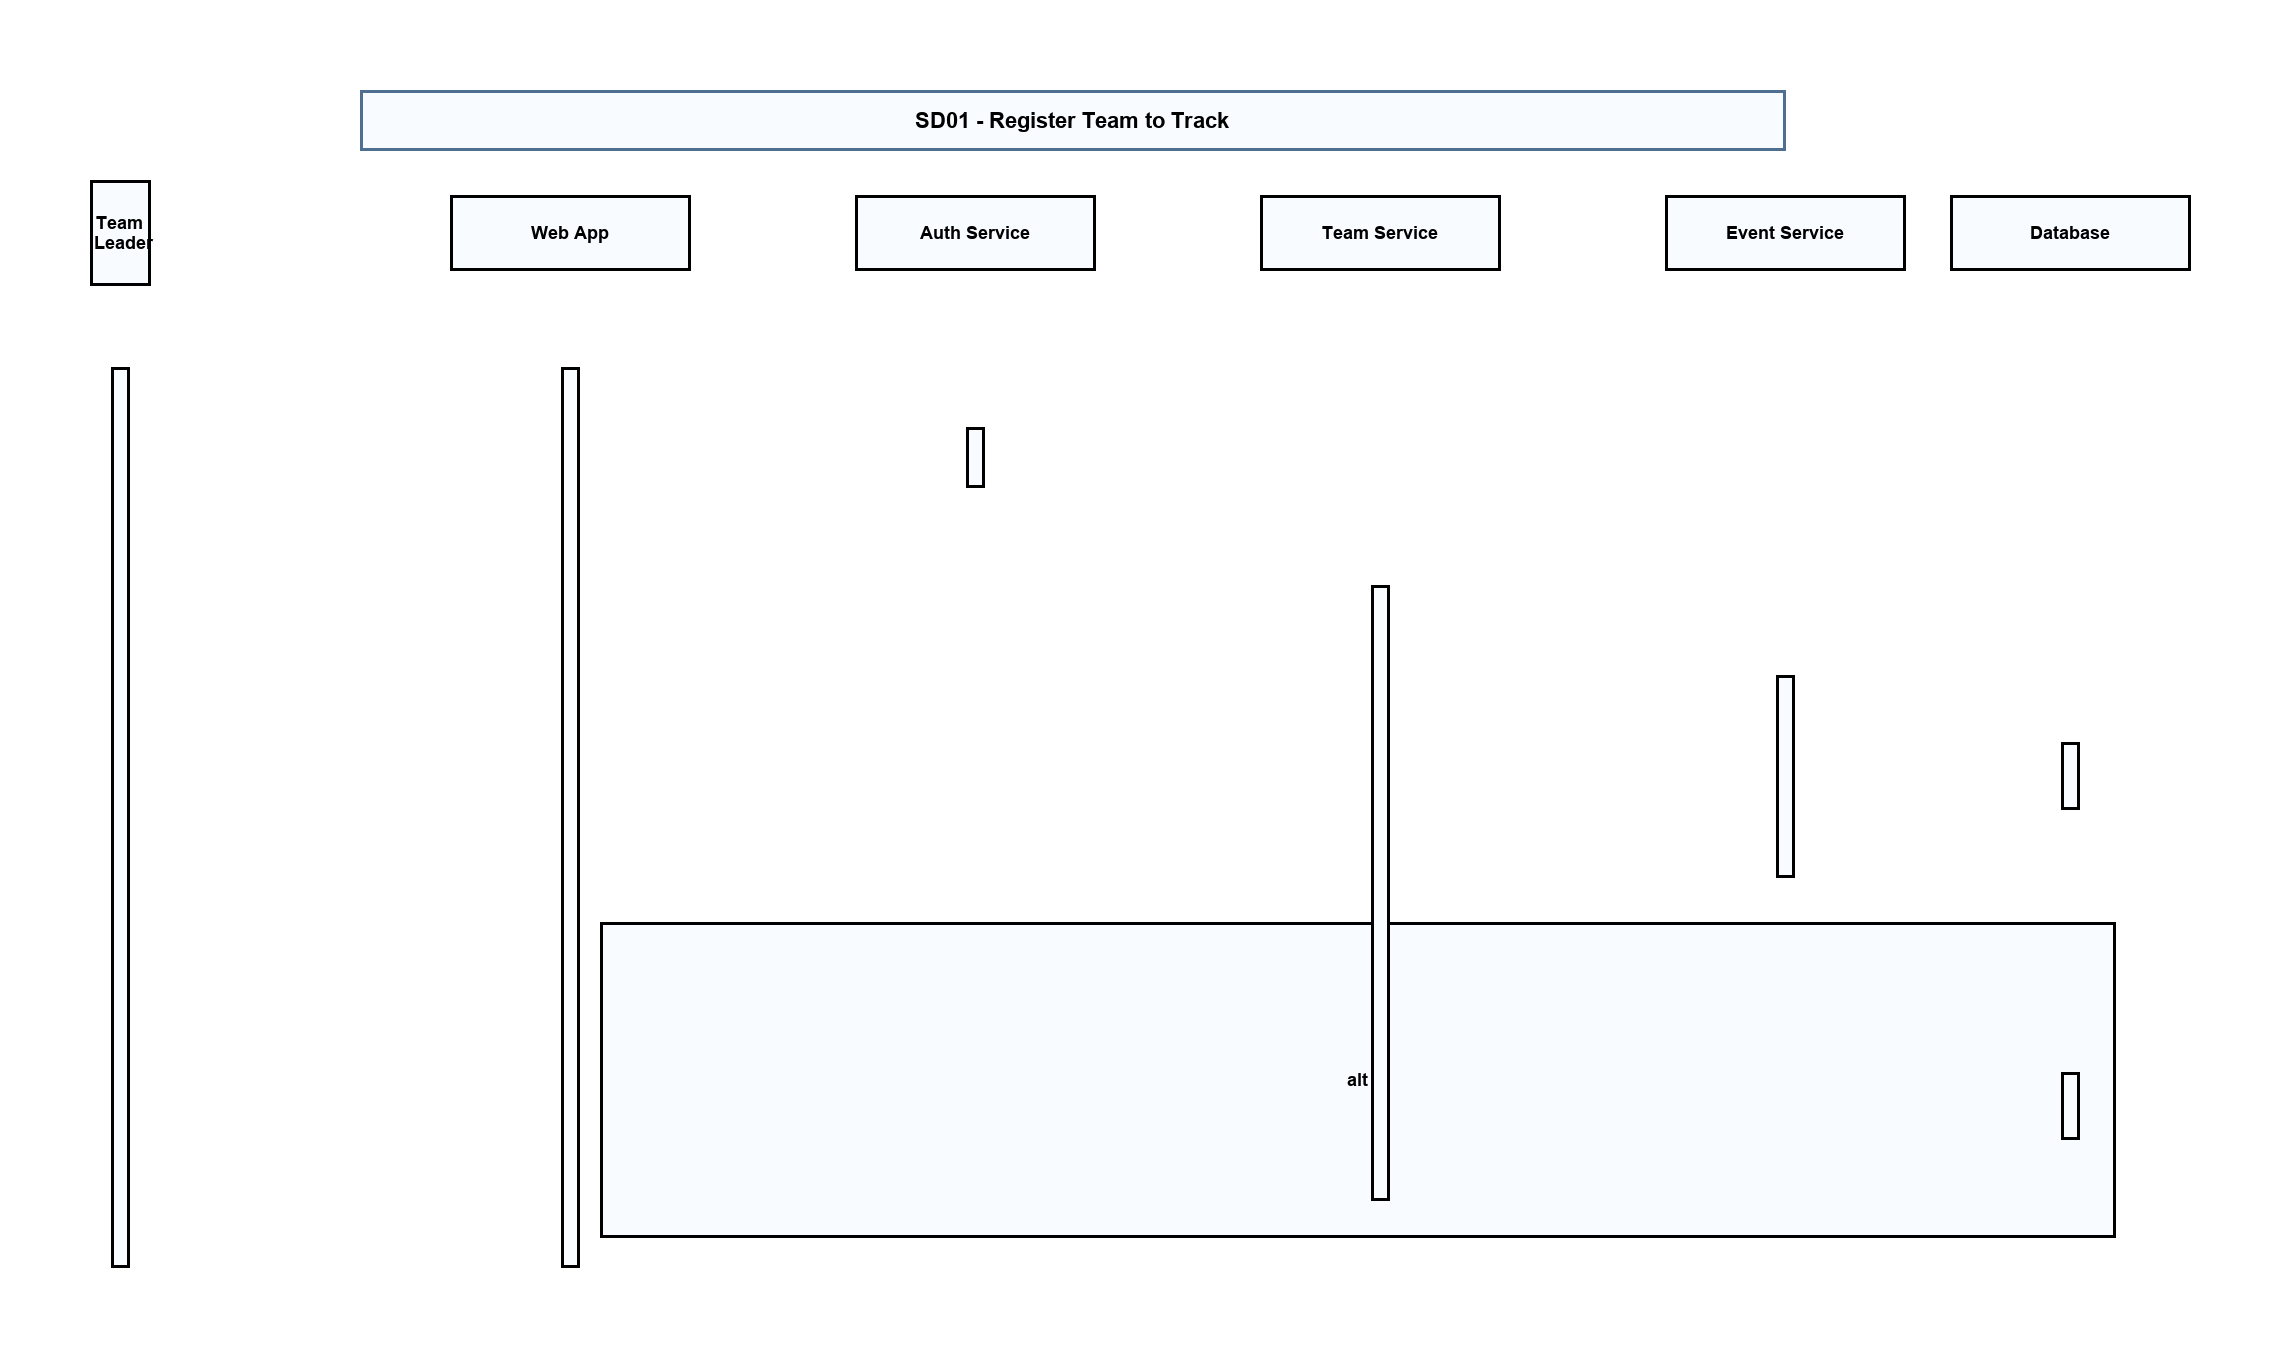 SD01 - Register Team to Track
Team
Leader
Web App
Auth Service
Team Service
Event Service
Database
alt